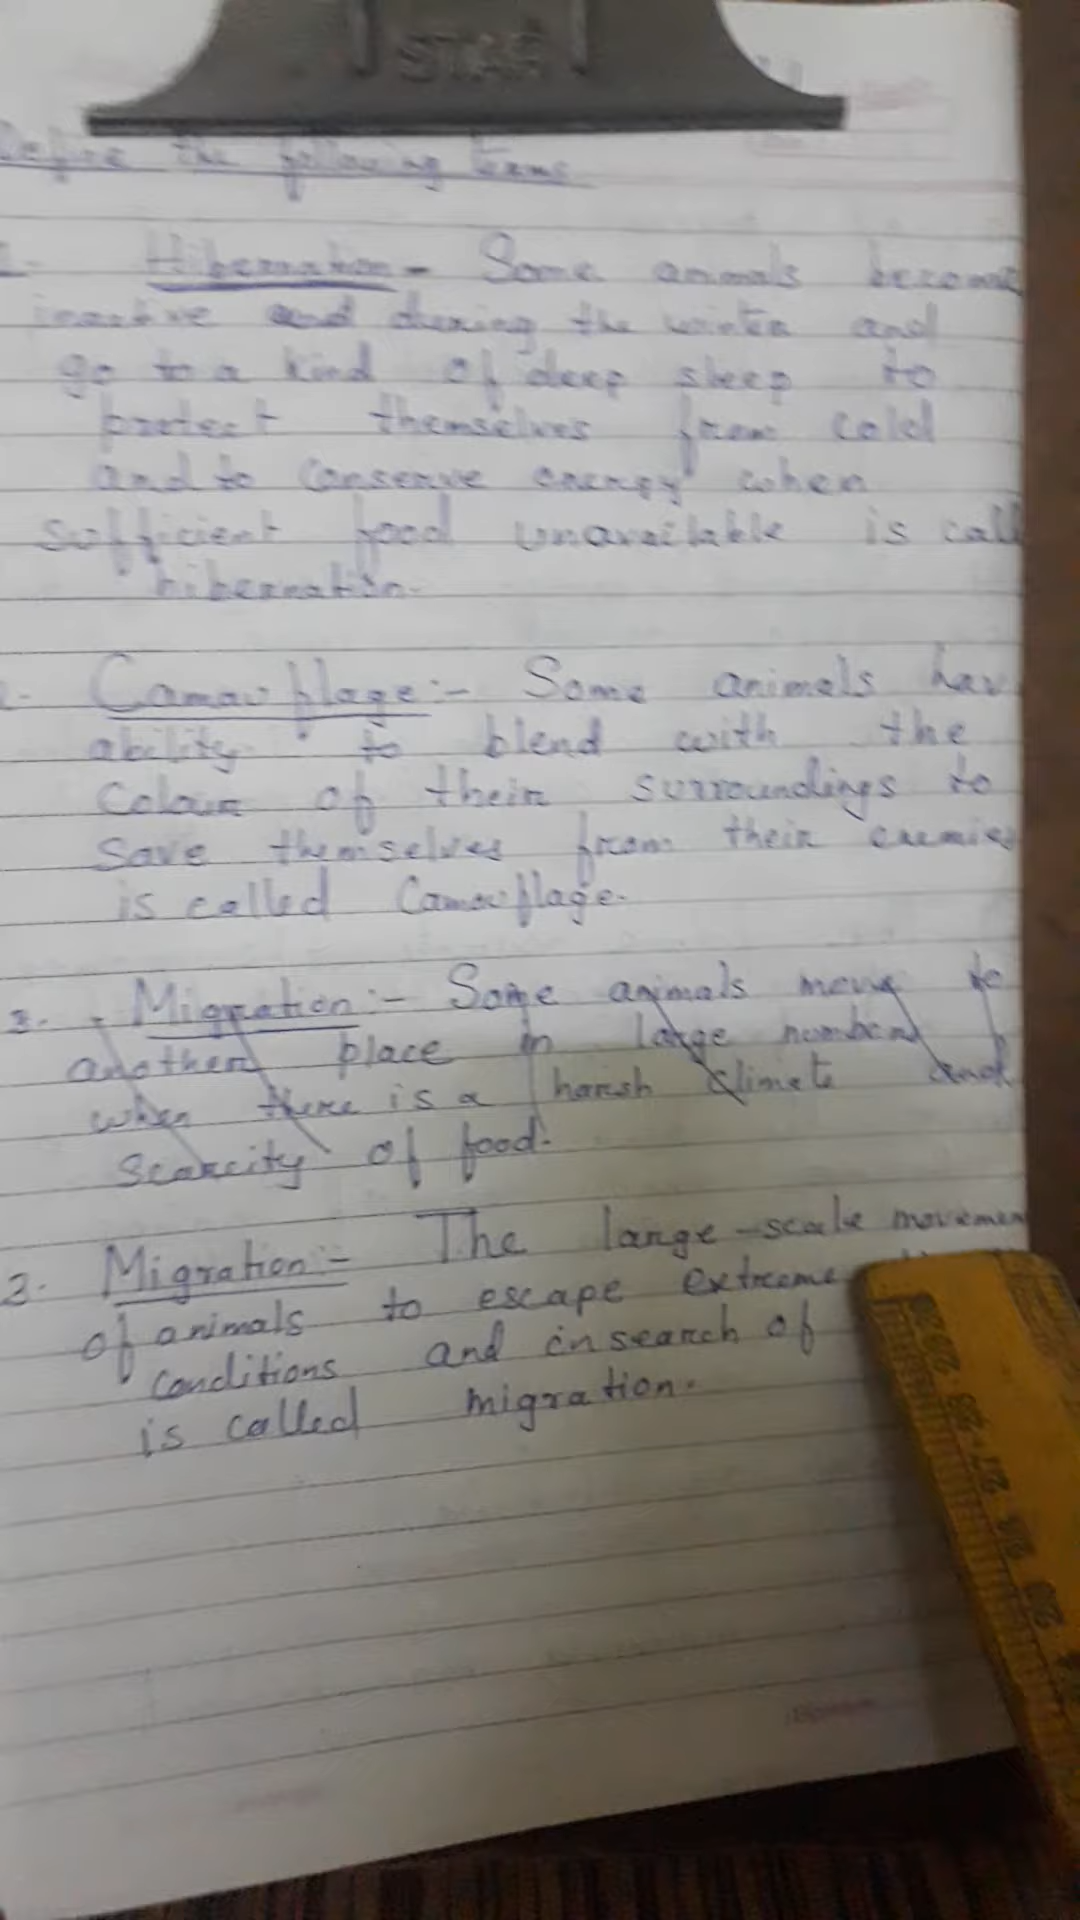 STAR
Define the following terms
Hibernation - Some animals become
inactive and during the winter and
go to a kind of deep sleep to
protect themselves from cold
and to conserve energy when
sufficient food unavailable is call
hibernation.
Camouflage:- Some animals hav
ability to blend with the
Colour of their surroundings to
save themselves from their enemies
is called Camouflage.
3. Migration:- Some animals move to
another place in large number
when there is a harsh climate and
Scarcity of food.
3. Migration:- The large-scale movemen
of animals to escape extreme
conditions and in search of
is called migration.